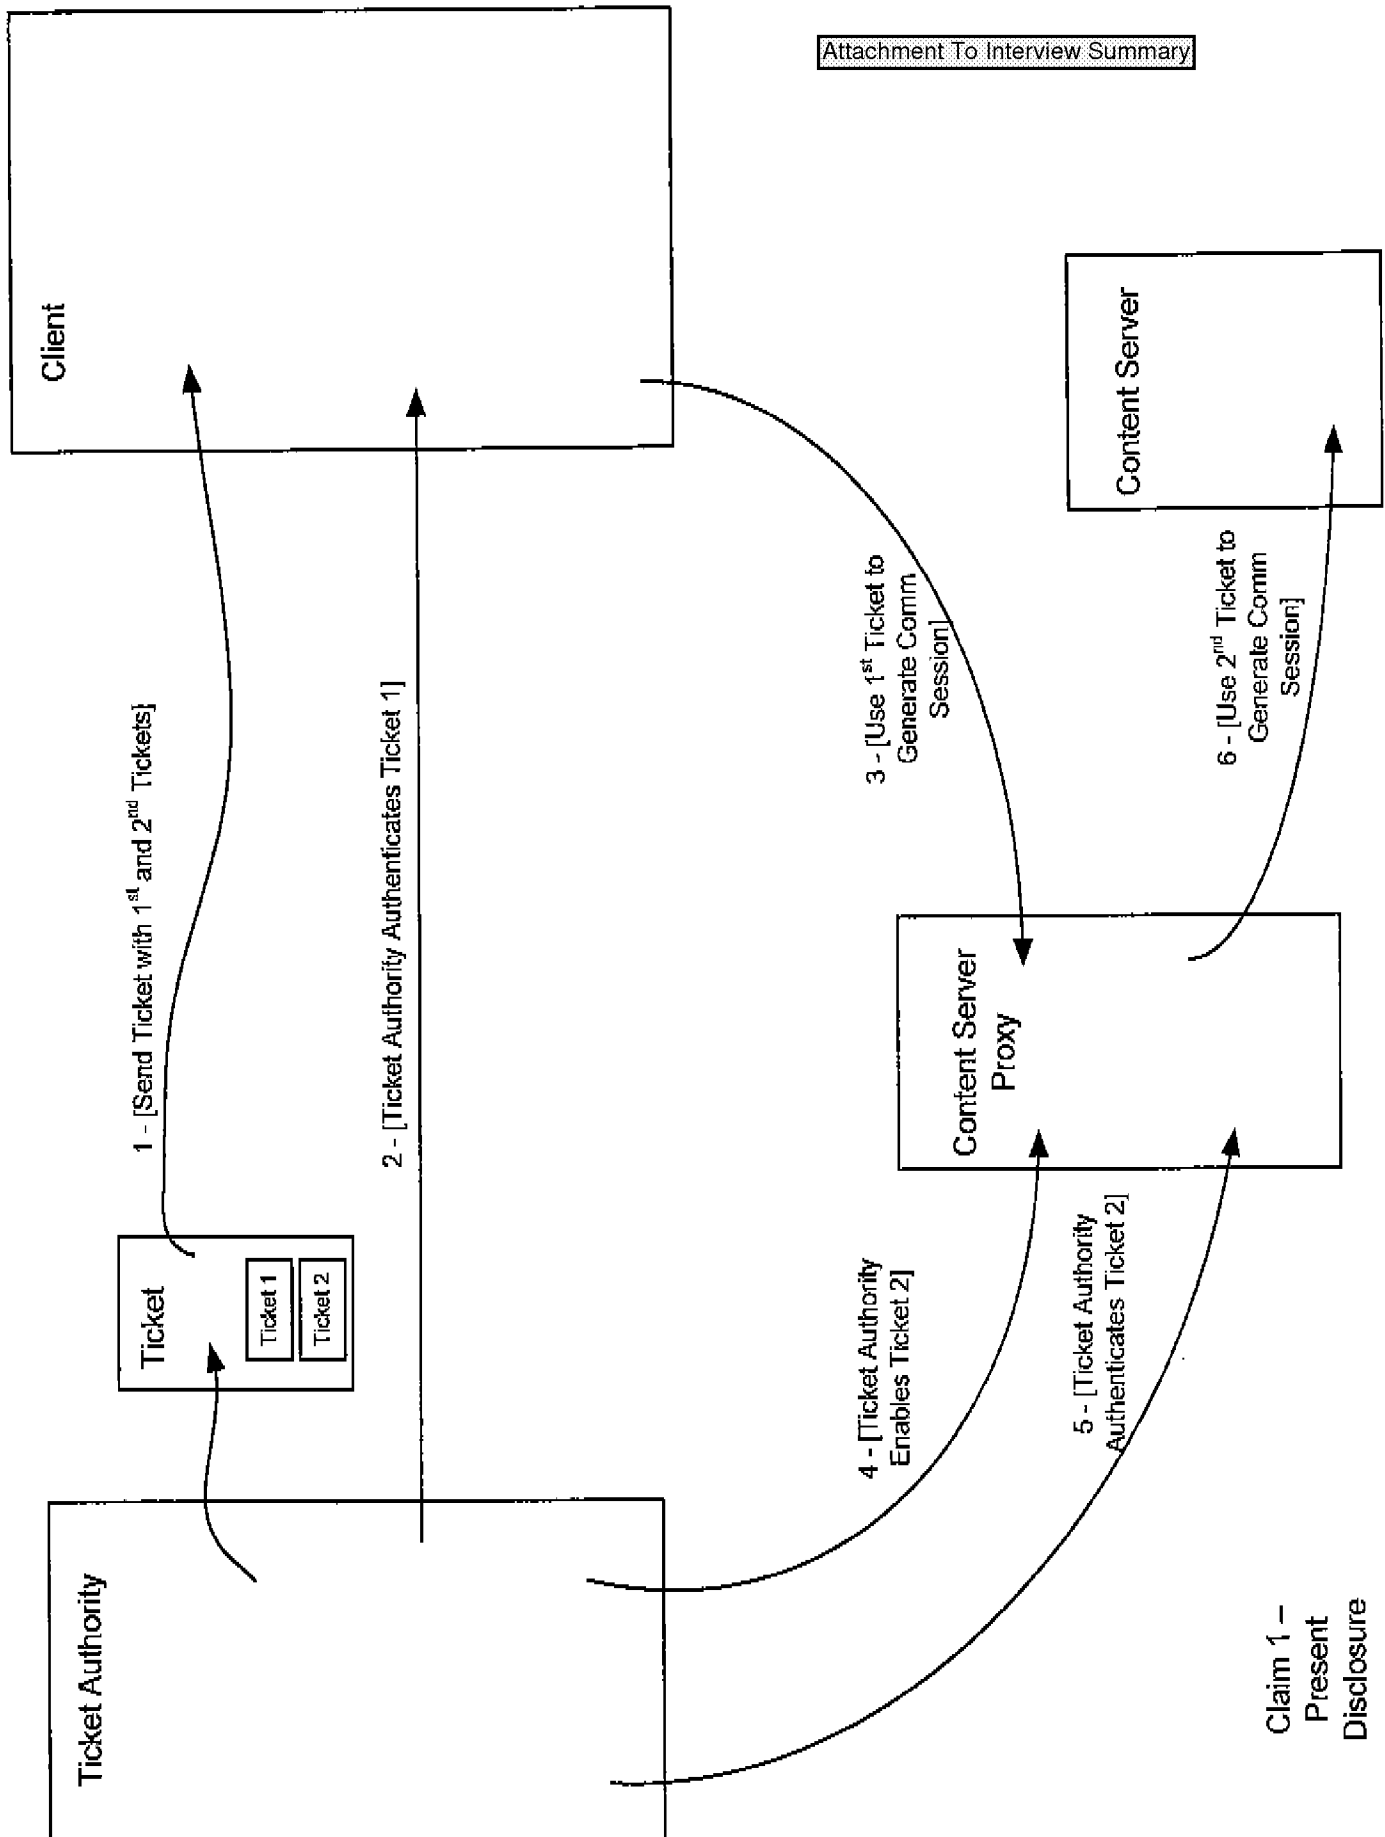 Attachment To Interview Summary
Ticket Authority
Ticket
Ticket 1
Ticket 2
1 - [Send Ticket with 1st and 2nd Tickets]
Client
2 - [Ticket Authority Authenticates Ticket 1]
3 - [Use 1st Ticket to
Generate Comm
Session]
4 - [Ticket Authority
Enables Ticket 2]
5 - [Ticket Authority
Authenticates Ticket 2]
Content Server
Proxy
6 - [Use 2nd Ticket to
Generate Comm
Session]
Content Server
Claim 1 –
Present
Disclosure